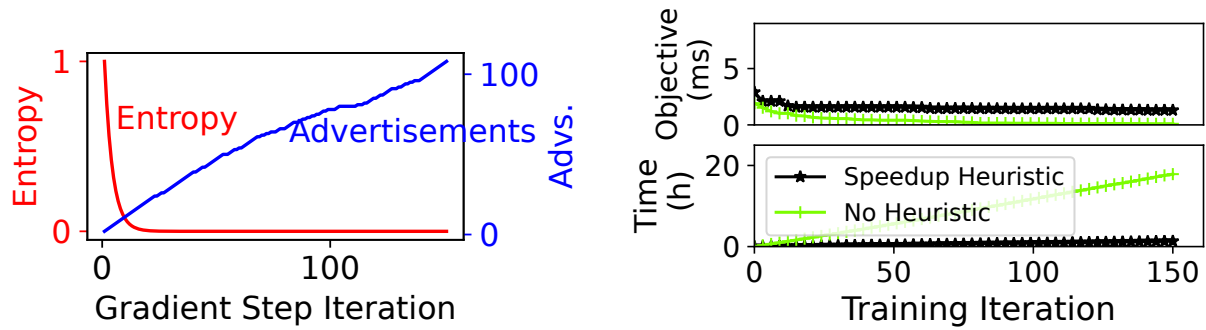 Entropy
1
0
Entropy
Advertisements
100
0
Advs.
0
100
Gradient Step Iteration
Objective
(ms)
5
0
Time
(h)
20
0
Speedup Heuristic
No Heuristic
0
50
100
150
Training Iteration